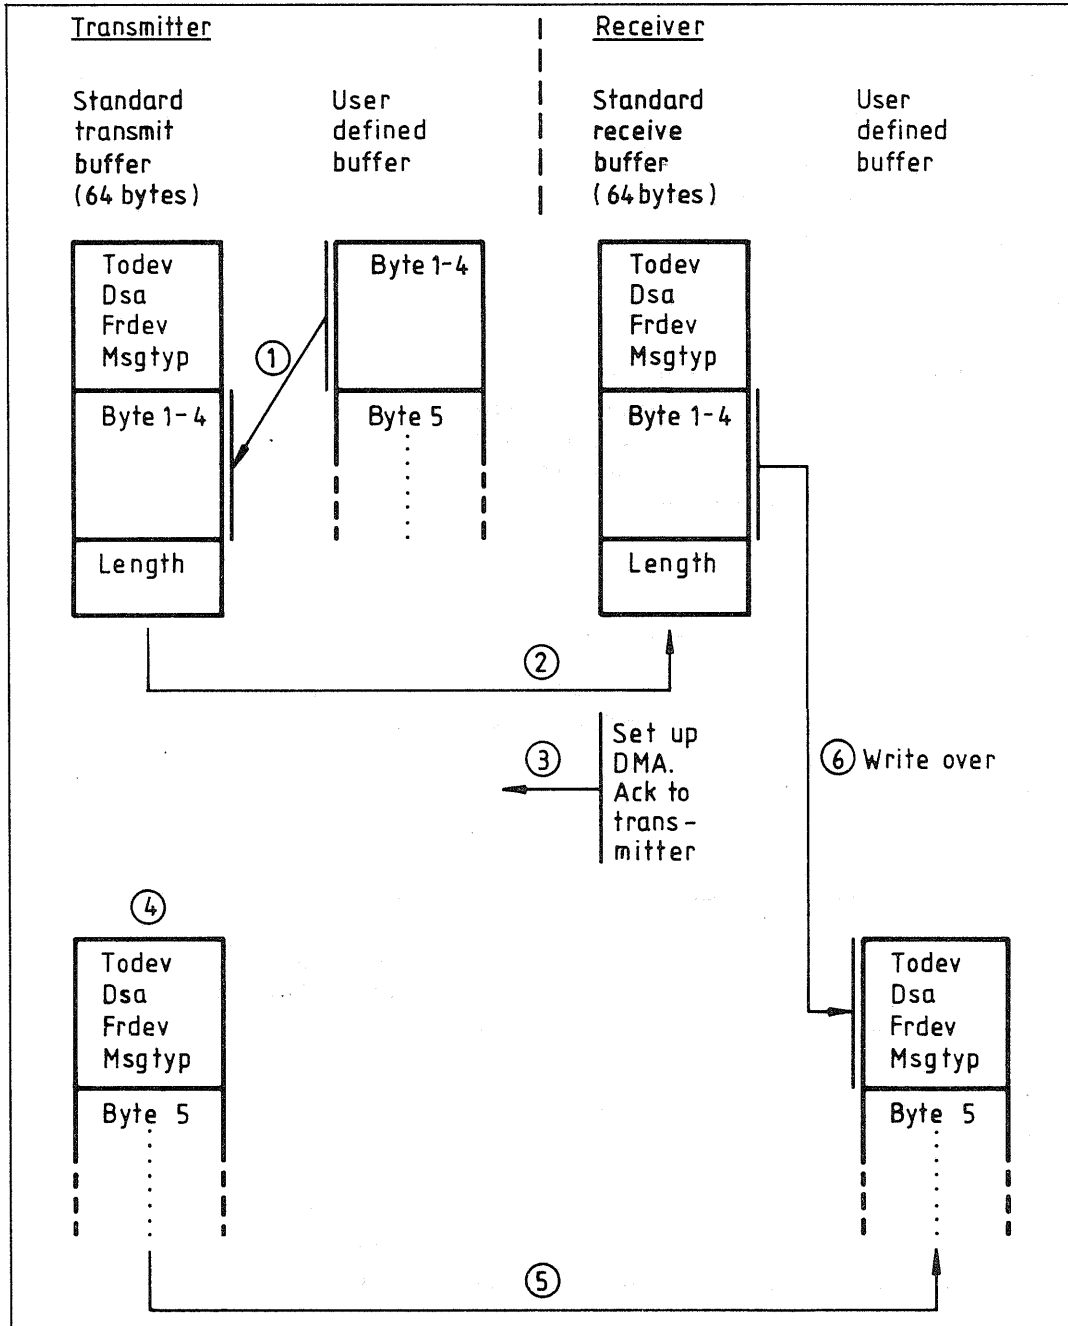 Transmitter
Receiver
Standard
transmit
buffer
(64 bytes)
User
defined
buffer
Standard
receive
buffer
(64 bytes)
User
defined
buffer
Todev
Dsa
Frdev
Msgtyp
Byte 1-4
Length
1
Byte 1-4
Byte 5
Todev
Dsa
Frdev
Msgtyp
Byte 1-4
Length
2
3
Set up
DMA.
Ack to
trans-
mitter
6 Write over
4
Todev
Dsa
Frdev
Msgtyp
Byte 5
Todev
Dsa
Frdev
Msgtyp
Byte 5
5